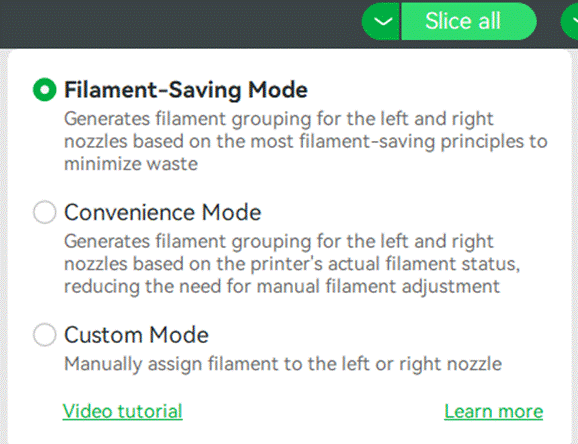 Slice all
Filament-Saving Mode
Generates filament grouping for the left and right
nozzles based on the most filament-saving principles to
minimize waste
Convenience Mode
Generates filament grouping for the left and right
nozzles based on the printer's actual filament status,
reducing the need for manual filament adjustment
Custom Mode
Manually assign filament to the left or right nozzle
Video tutorial
Learn more